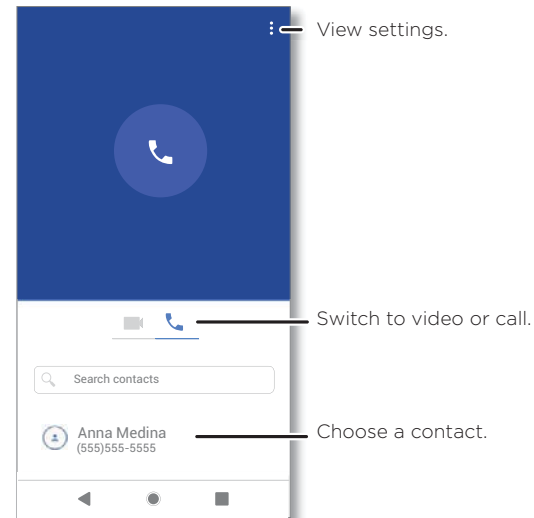 View settings.
Switch to video or call.
Search contacts
Anna Medina
(555)555-5555
Choose a contact.